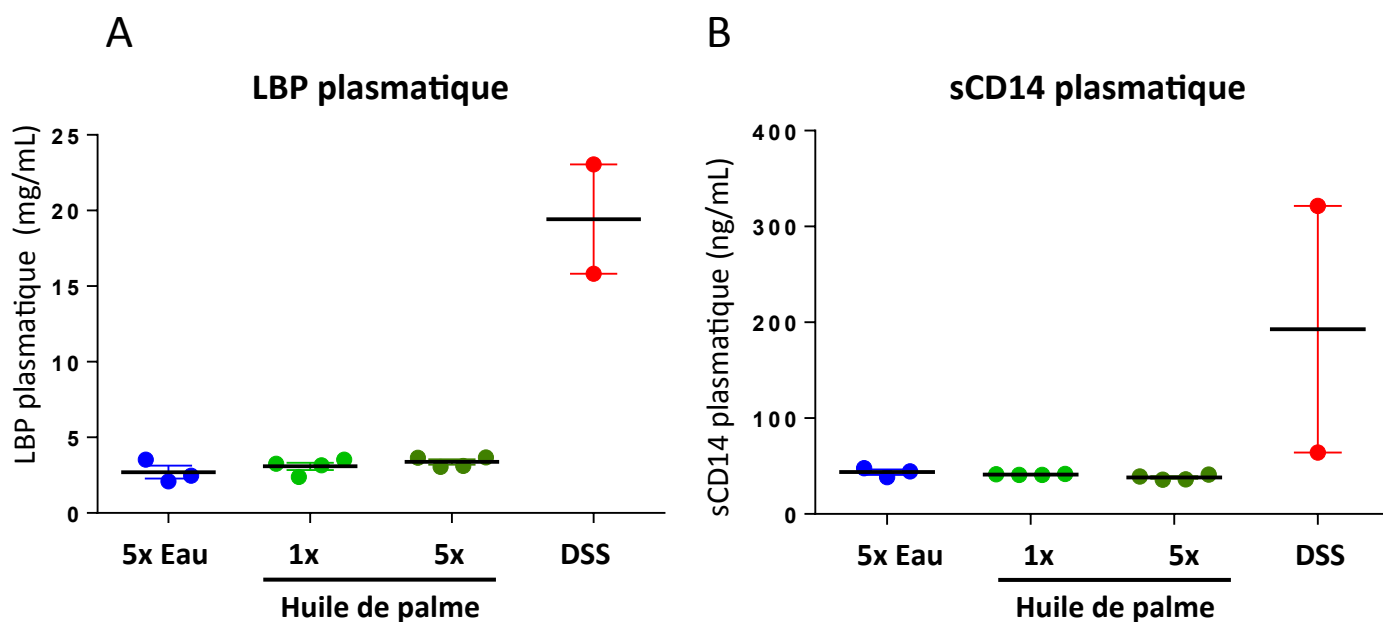 A
LBP plasmatique
LBP plasmatique (mg/mL)
25
20
15
10
5
0
5x Eau 1x 5x DSS
Huile de palme
B
sCD14 plasmatique
sCD14 plasmatique (ng/mL)
400
300
200
100
0
5x Eau 1x 5x DSS
Huile de palme